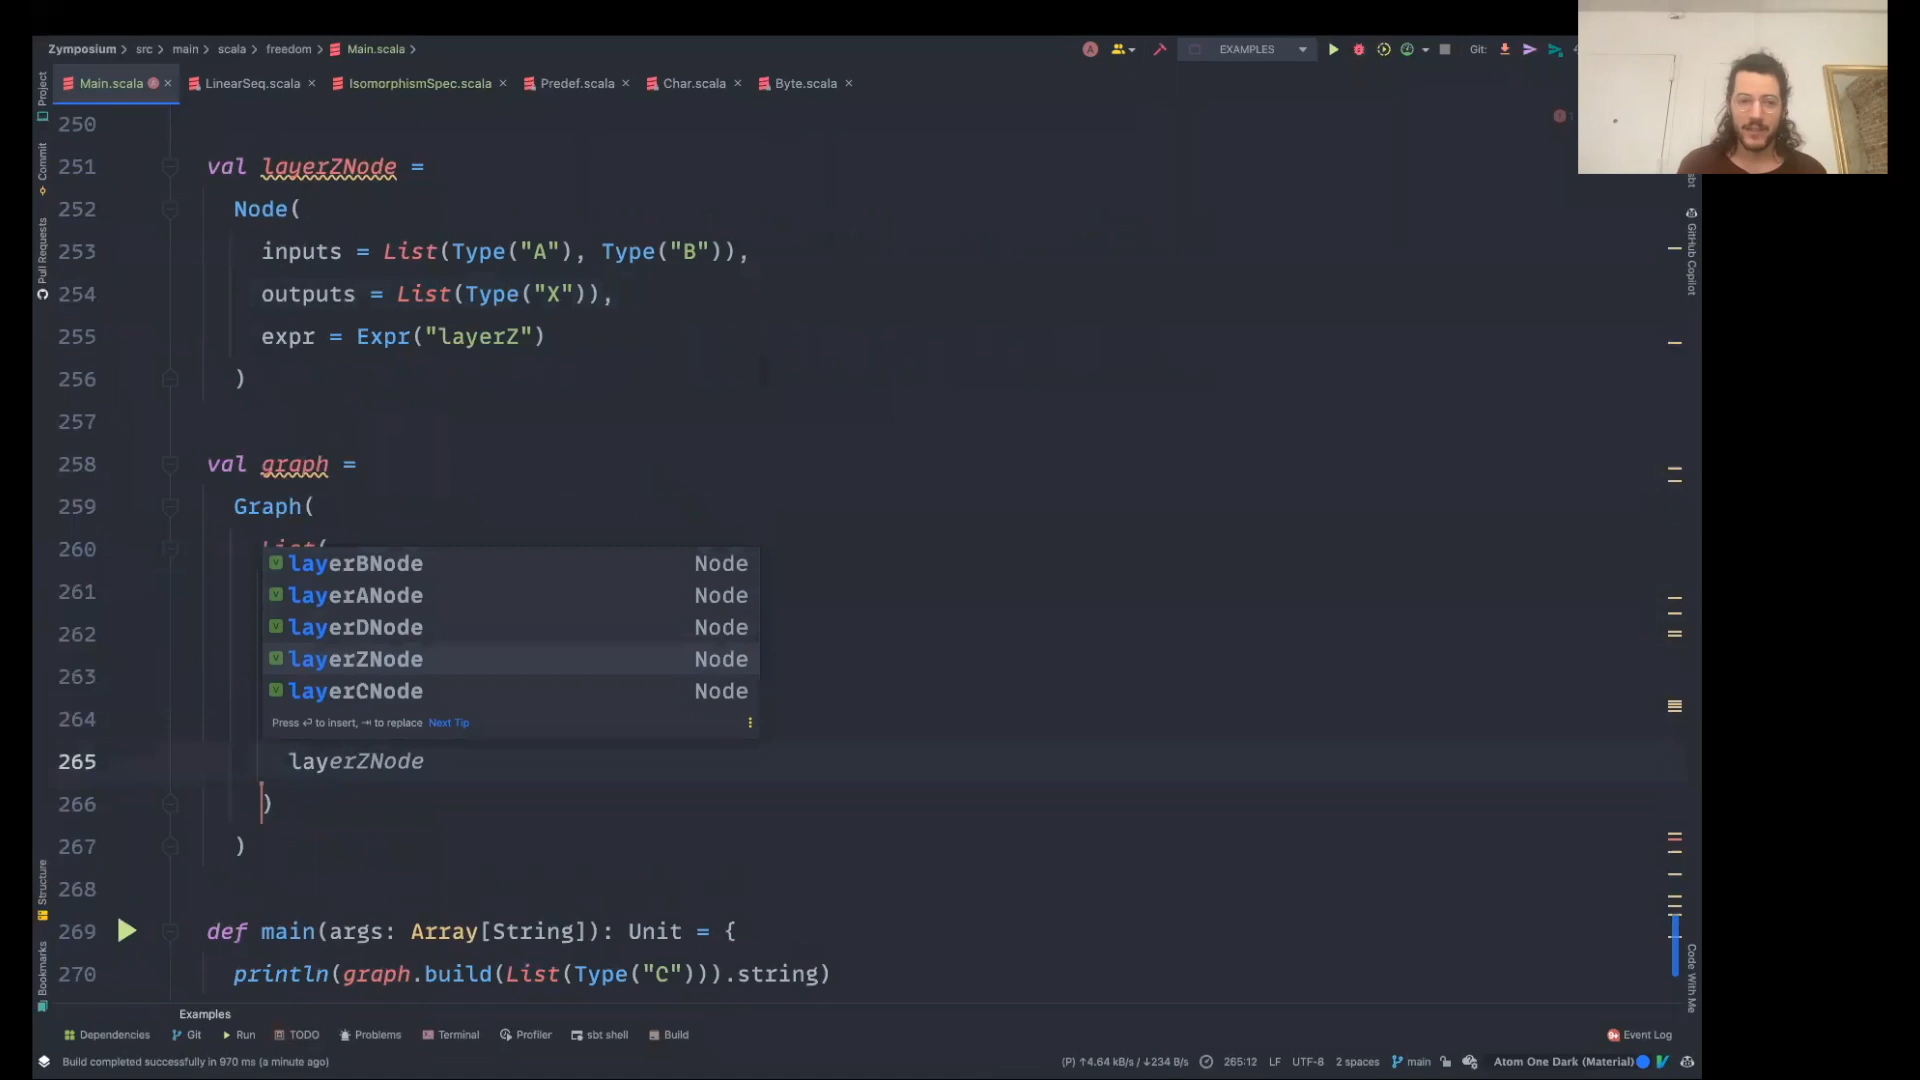 Zymposium src main scala freedom Main.scala
EXAMPLES
Git:
Main.scala LinearSeq.scala IsomorphismSpec.scala Predef.scala Char.scala Byte.scala
Project
Commit
Pull Requests
Structure
Bookmarks
sbt
GitHub Copilot
Code With Me
250
251 val layerZNode =
252 Node(
253 inputs = List(Type("A"), Type("B")),
254 outputs = List(Type("X")),
255 expr = Expr("layerZ")
256 )
257
258 val graph =
259 Graph(
260 List(
261
262
263
264
layerBNode Node
layerANode Node
layerDNode Node
layerZNode Node
layerCNode Node
Press ↩ to insert, ⇥ to replace Next Tip
265 layerZNode
266 )
267 )
268
269 def main(args: Array[String]): Unit = {
270 println(graph.build(List(Type("C"))).string)
Examples
Dependencies Git Run TODO Problems Terminal Profiler sbt shell Build
9+ Event Log
Build completed successfully in 970 ms (a minute ago)
(P) ↑4.64 kB/s / ↓234 B/s 265:12 LF UTF-8 2 spaces main Atom One Dark (Material)